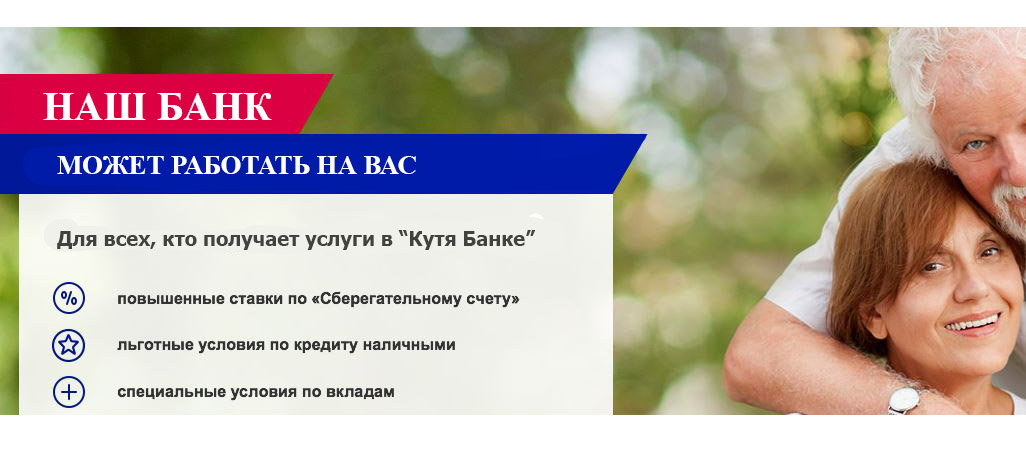 НАШ БАНК
МОЖЕТ РАБОТАТЬ НА ВАС
Для всех, кто получает услуги в “Кутя Банке”
повышенные ставки по «Сберегательному счету»
льготные условия по кредиту наличными
специальные условия по вкладам